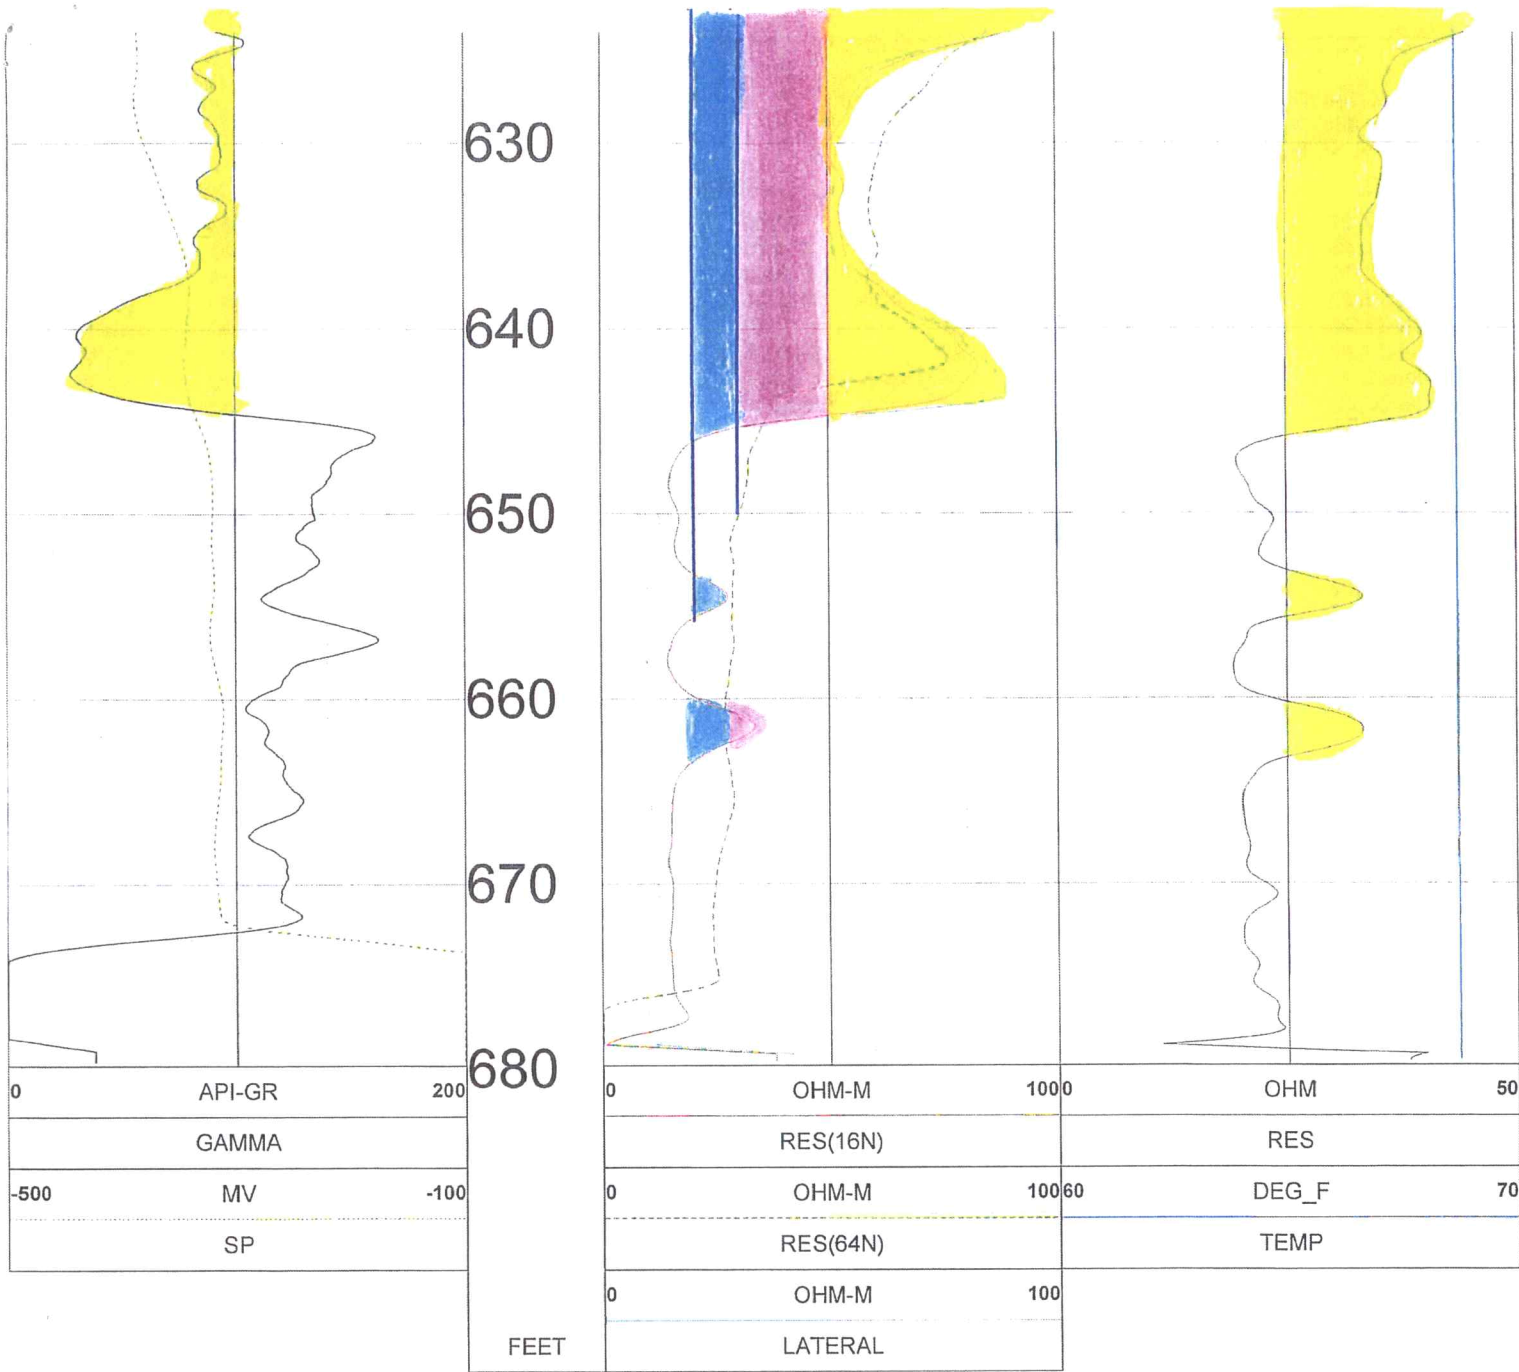 630
640
650
660
670
680
0 API-GR 200
GAMMA
-500 MV -100
SP
FEET
0 OHM-M 100
RES(16N)
0 OHM-M 100
RES(64N)
0 OHM-M 100
LATERAL
0 OHM 50
RES
60 DEG_F 70
TEMP